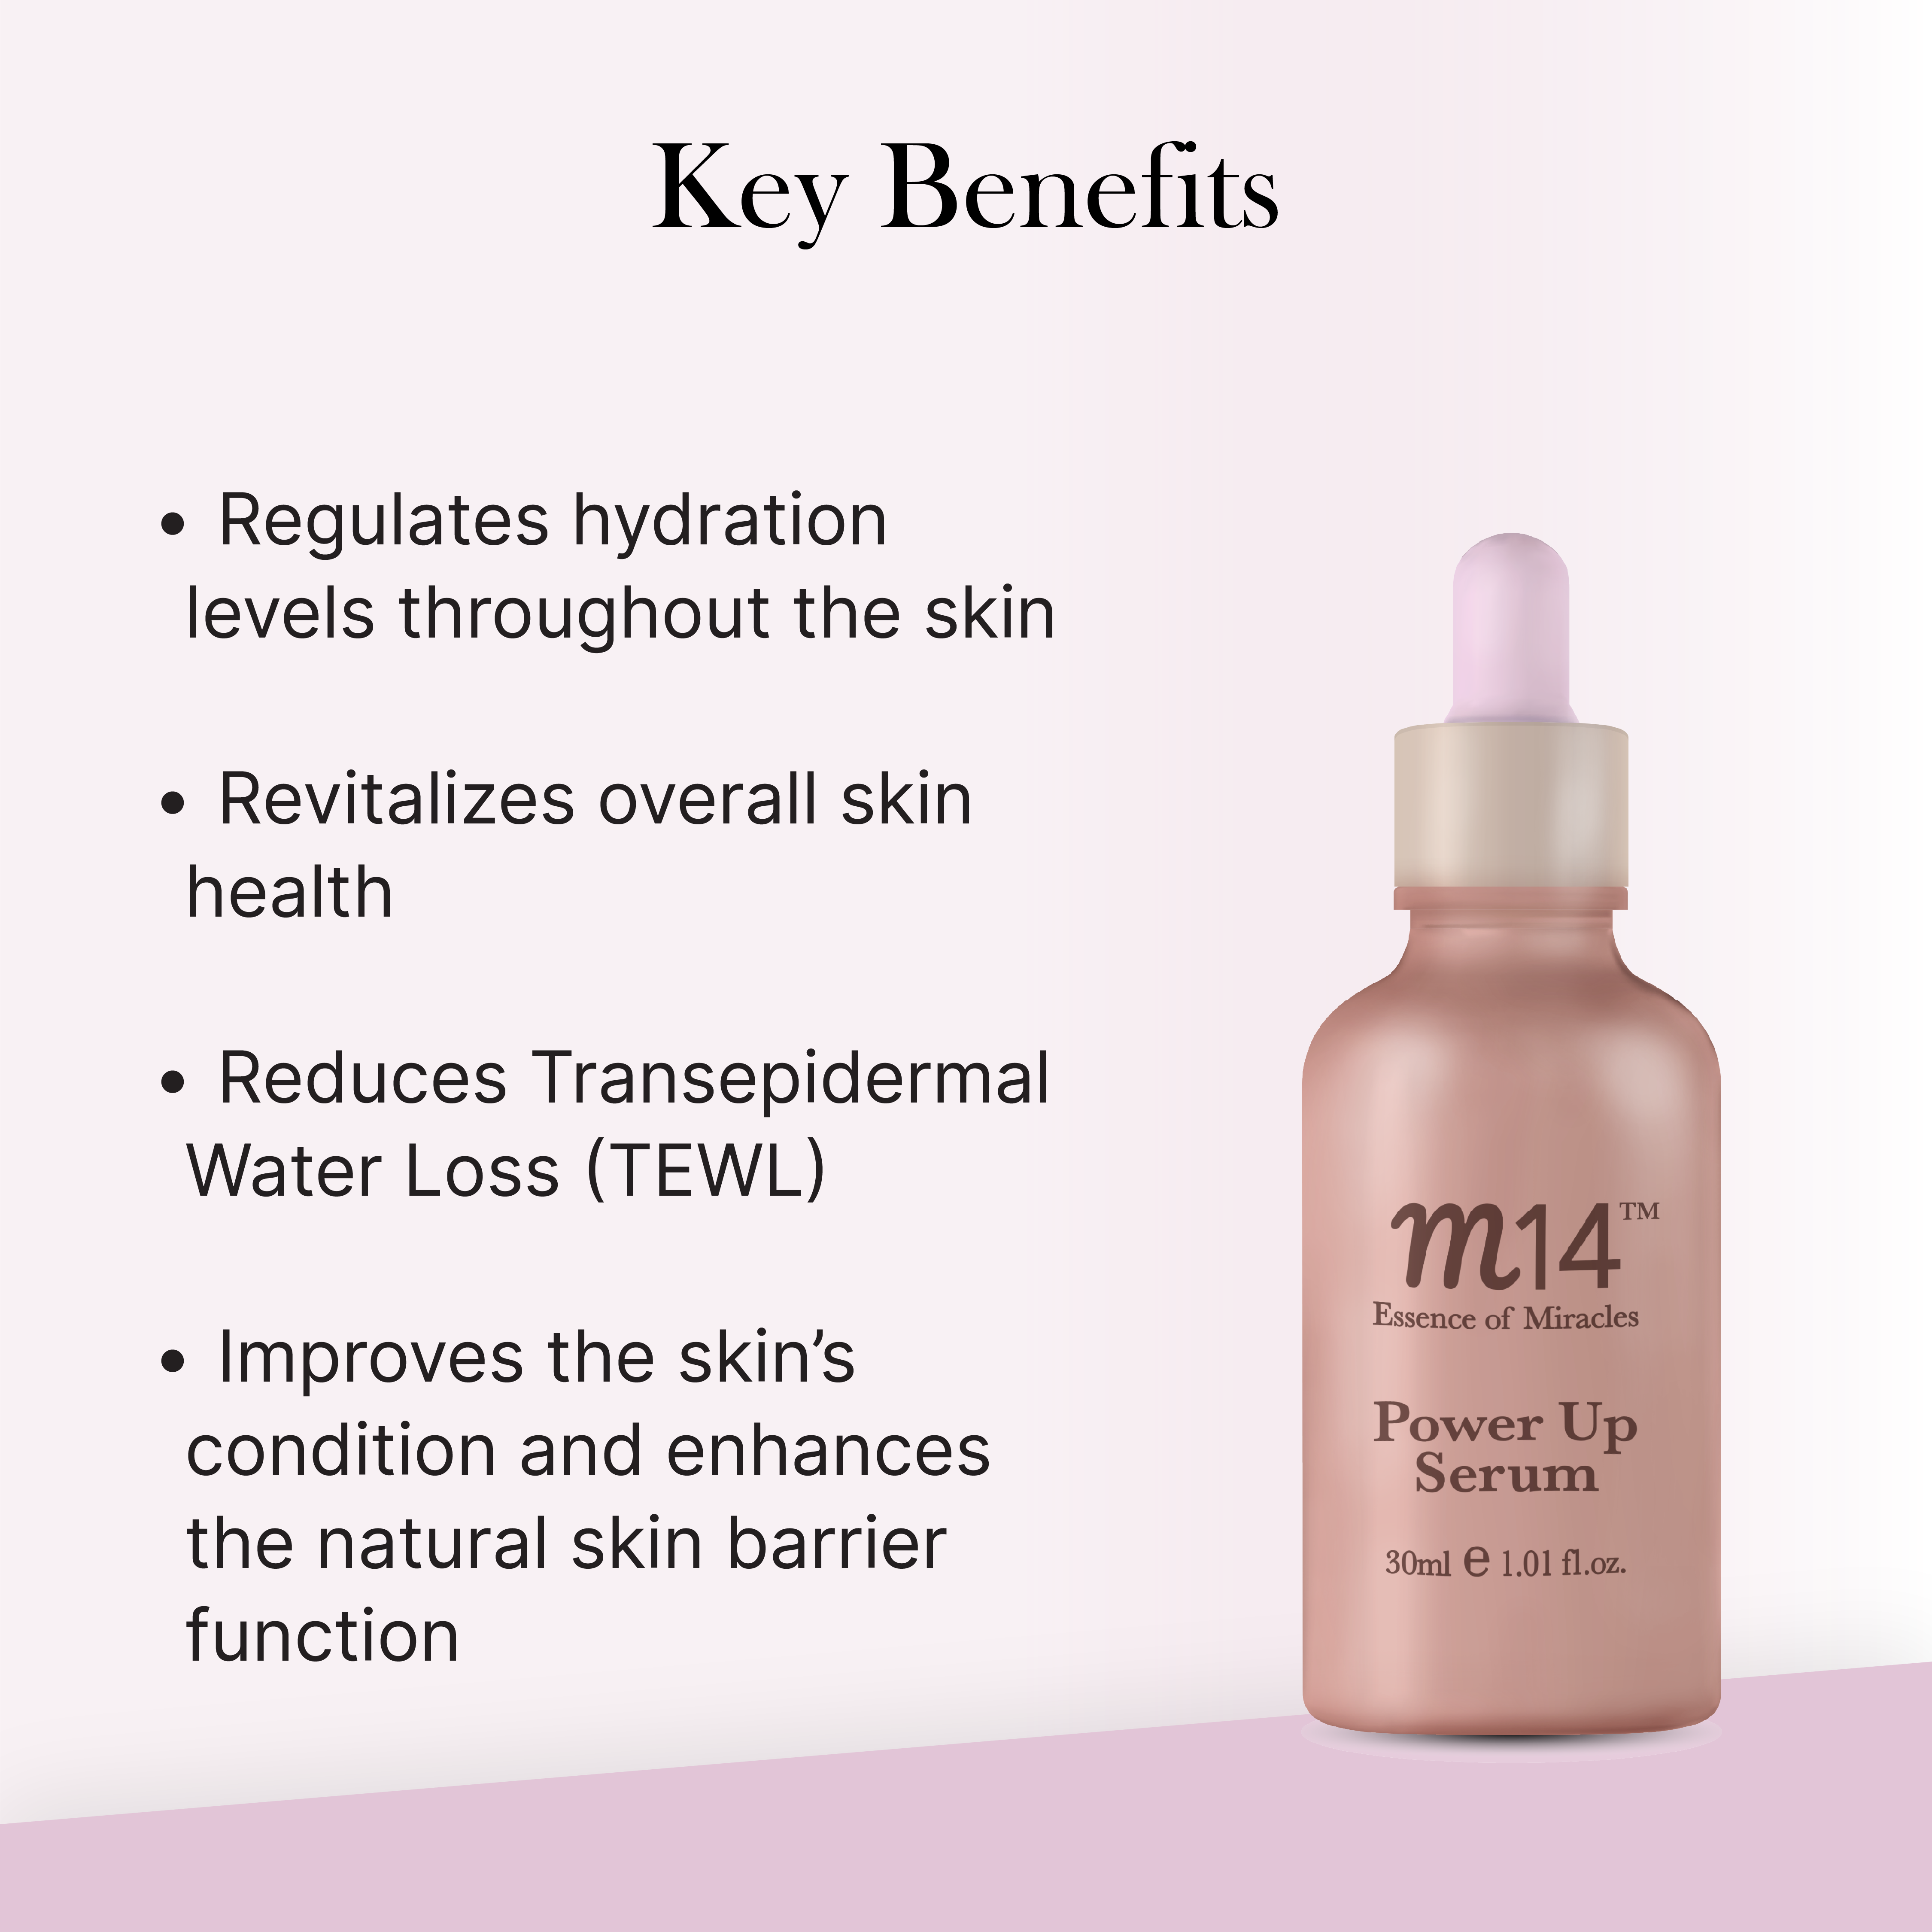 Key Benefits
• Regulates hydration
levels throughout the skin
• Revitalizes overall skin
health
• Reduces Transepidermal
Water Loss (TEWL)
• Improves the skin’s
condition and enhances
the natural skin barrier
function
m14™
Essence of Miracles
Power Up
Serum
30ml e 1.01 fl.oz.